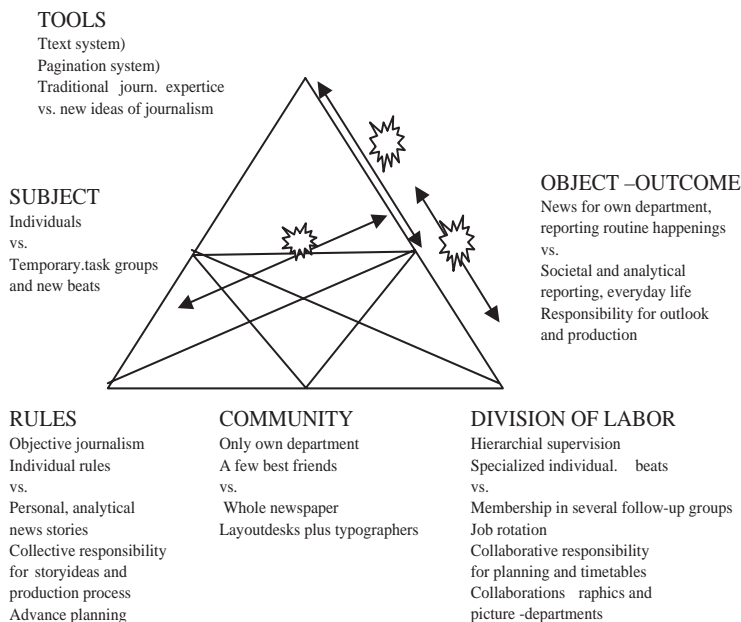 TOOLS
Ttext system)
Pagination system)
Traditional journ. expertice
vs. new ideas of journalism
SUBJECT
Individuals
vs.
Temporary.task groups
and new beats
OBJECT –OUTCOME
News for own department,
reporting routine happenings
vs.
Societal and analytical
reporting, everyday life
Responsibility for outlook
and production
RULES
Objective journalism
Individual rules
vs.
Personal, analytical
news stories
Collective responsibility
for storyideas and
production process
Advance planning
COMMUNITY
Only own department
A few best friends
vs.
Whole newspaper
Layoutdesks plus typographers
DIVISION OF LABOR
Hierarchial supervision
Specialized individual. beats
vs.
Membership in several follow-up groups
Job rotation
Collaborative responsibility
for planning and timetables
Collaborations raphics and
picture -departments